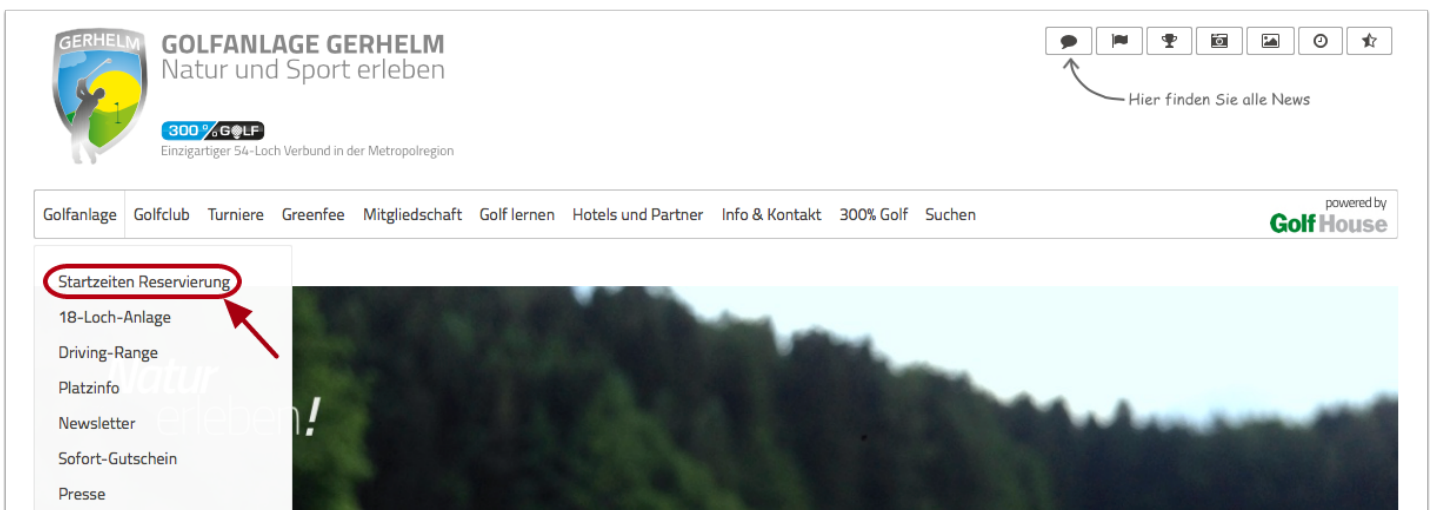 GERHELM
GOLFANLAGE GERHELM
Natur und Sport erleben
300%GOLF
Einzigartiger 54-Loch Verbund in der Metropolregion
Hier finden Sie alle News
Golfanlage Golfclub Turniere Greenfee Mitgliedschaft Golf lernen Hotels und Partner Info & Kontakt 300% Golf Suchen
powered by
Golf House
Startzeiten Reservierung
18-Loch-Anlage
Driving-Range
Platzinfo
Newsletter
Sofort-Gutschein
Presse
Natur
erleben!